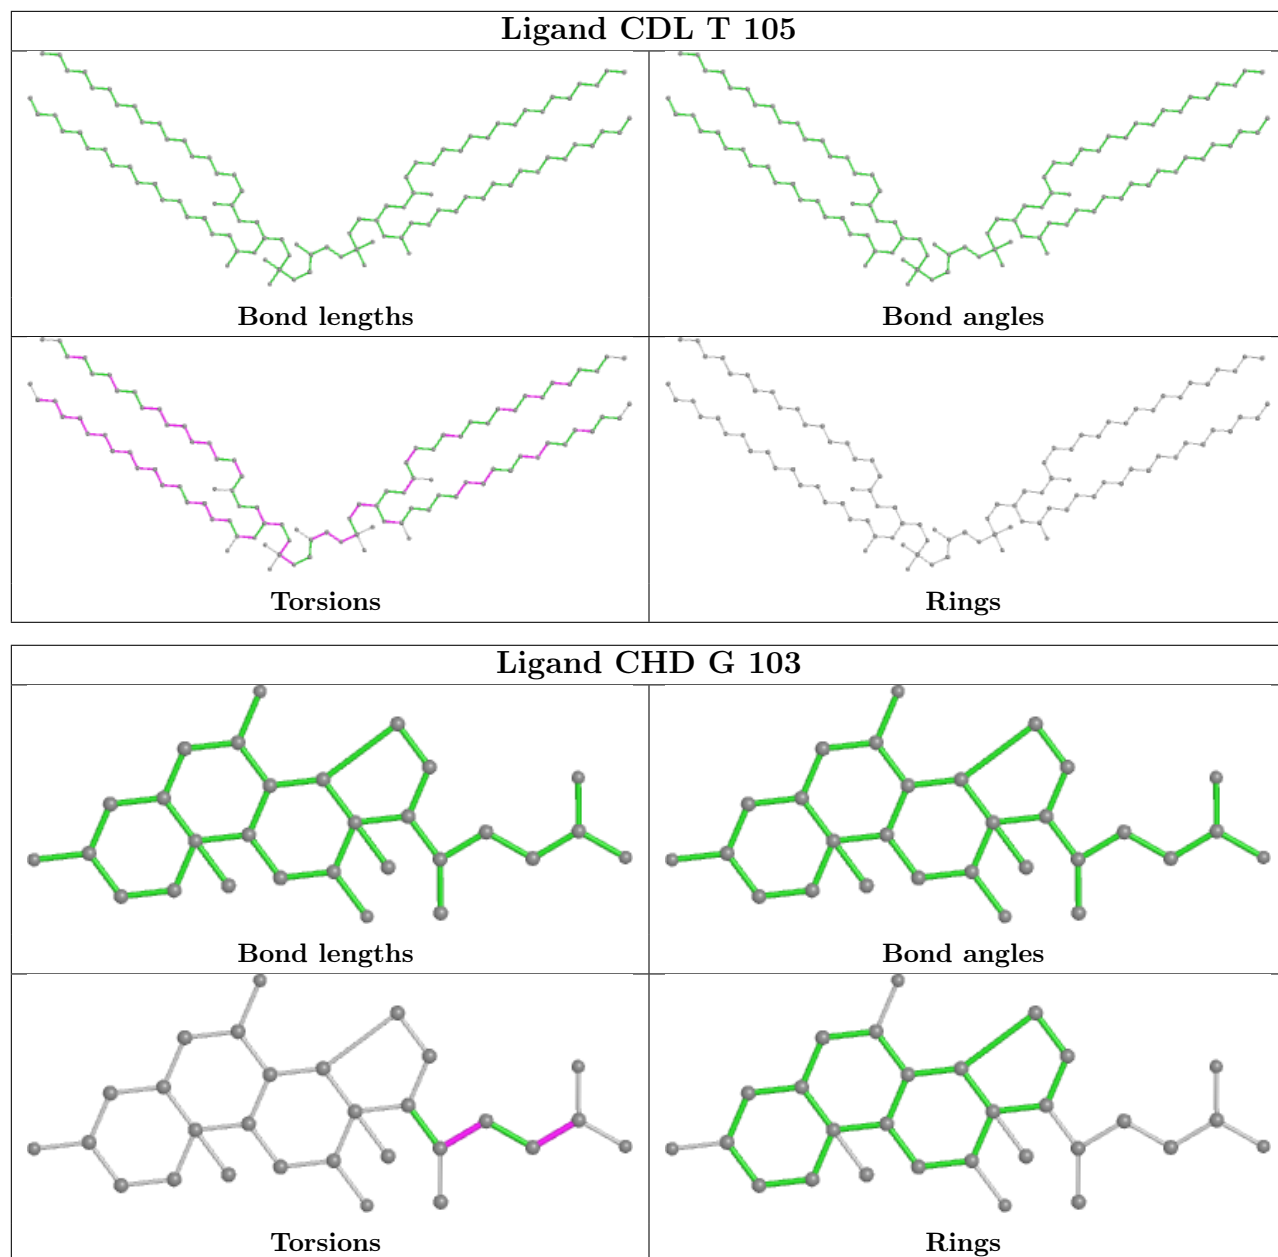 Ligand CDL T 105
Bond lengths
Bond angles
Torsions
Rings
Ligand CHD G 103
Bond lengths
Bond angles
Torsions
Rings